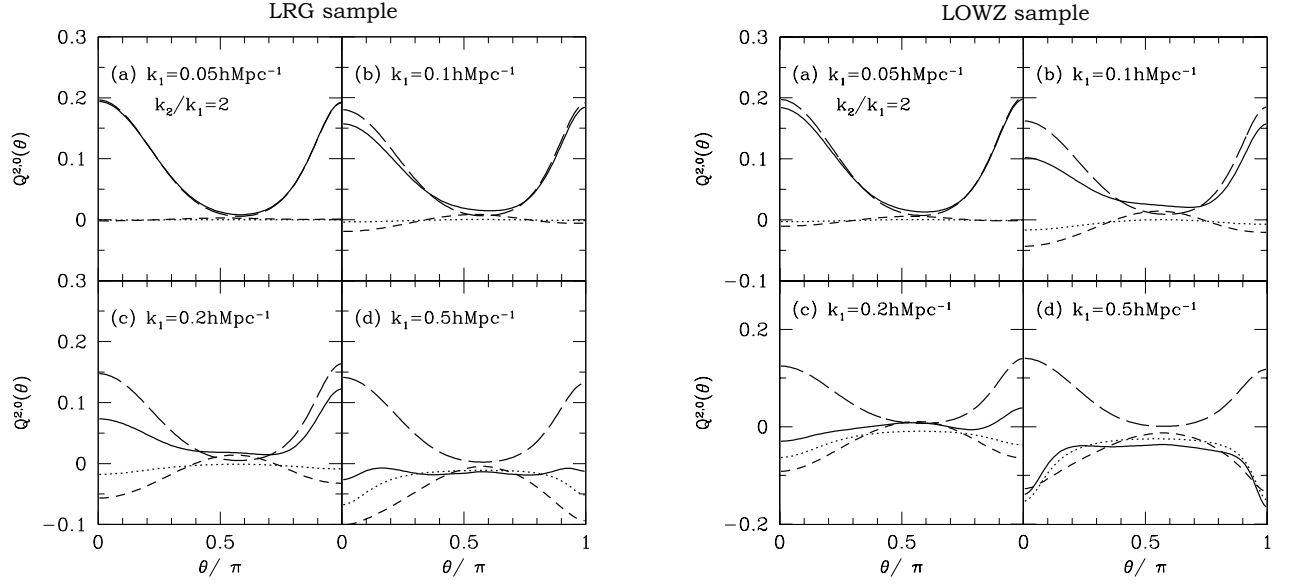 LRG sample
0.3
(a) k₁=0.05hMpc⁻¹
k₂/k₁=2
(b) k₁=0.1hMpc⁻¹
0.2
0.1
0
Q²·⁰(θ)
0.3
(c) k₁=0.2hMpc⁻¹
(d) k₁=0.5hMpc⁻¹
0.2
0.1
0
−0.1
Q²·⁰(θ)
0 0.5 0 0.5 1
θ/ π θ/ π
LOWZ sample
0.3
(a) k₁=0.05hMpc⁻¹
k₂/k₁=2
(b) k₁=0.1hMpc⁻¹
0.2
0.1
0
−0.1
Q²·⁰(θ)
(c) k₁=0.2hMpc⁻¹
(d) k₁=0.5hMpc⁻¹
0.2
0
−0.2
Q²·⁰(θ)
0 0.5 0 0.5 1
θ/ π θ/ π